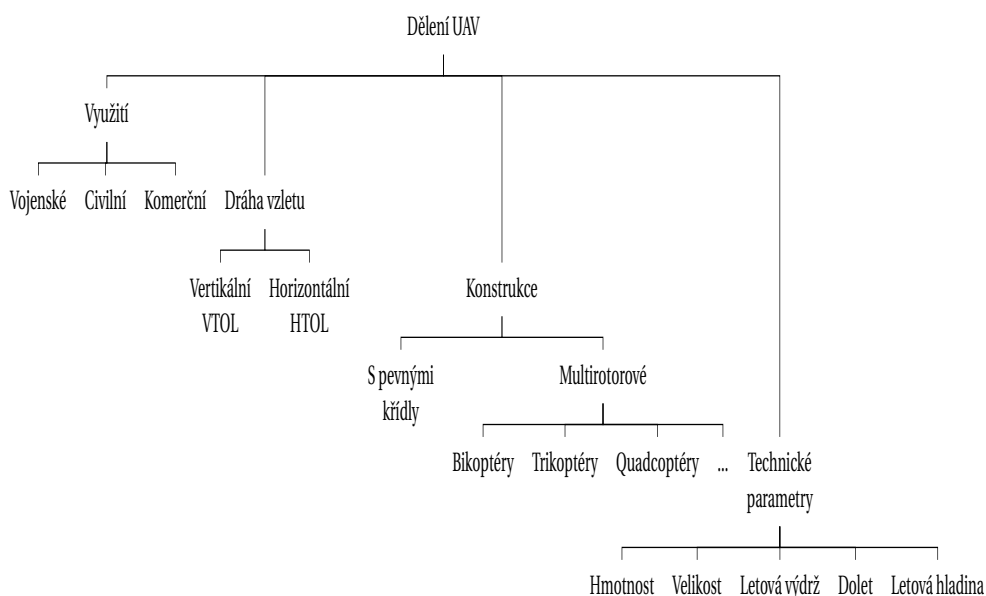 Dělení UAV
Využití
Vojenské Civilní Komerční Dráha vzletu
Vertikální Horizontální Konstrukce
VTOL HTOL
S pevnými Multirotorové
křídly
Bikoptéry Trikoptéry Quadcoptéry ... Technické
parametry
Hmotnost Velikost Letová výdrž Dolet Letová hladina